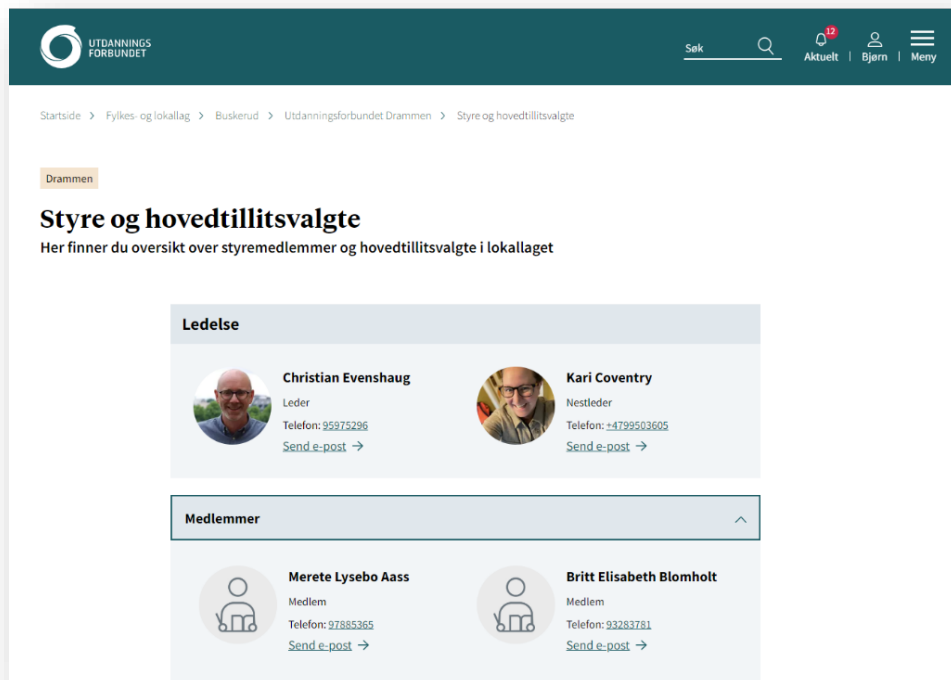 UTDANNINGS
FORBUNDET
Søk
12
Aktuelt | Bjørn | Meny
Startside > Fylkes- og lokallag > Buskerud > Utdanningsforbundet Drammen > Styre og hovedtillitsvalgte
Drammen
Styre og hovedtillitsvalgte
Her finner du oversikt over styremedlemmer og hovedtillitsvalgte i lokallaget
Ledelse
Christian Evenshaug
Leder
Telefon: 95975296
Send e-post →
Kari Coventry
Nestleder
Telefon: +4799503605
Send e-post →
Medlemmer
Merete Lysebo Aass
Medlem
Telefon: 97885365
Send e-post →
Britt Elisabeth Blomholt
Medlem
Telefon: 93283781
Send e-post →